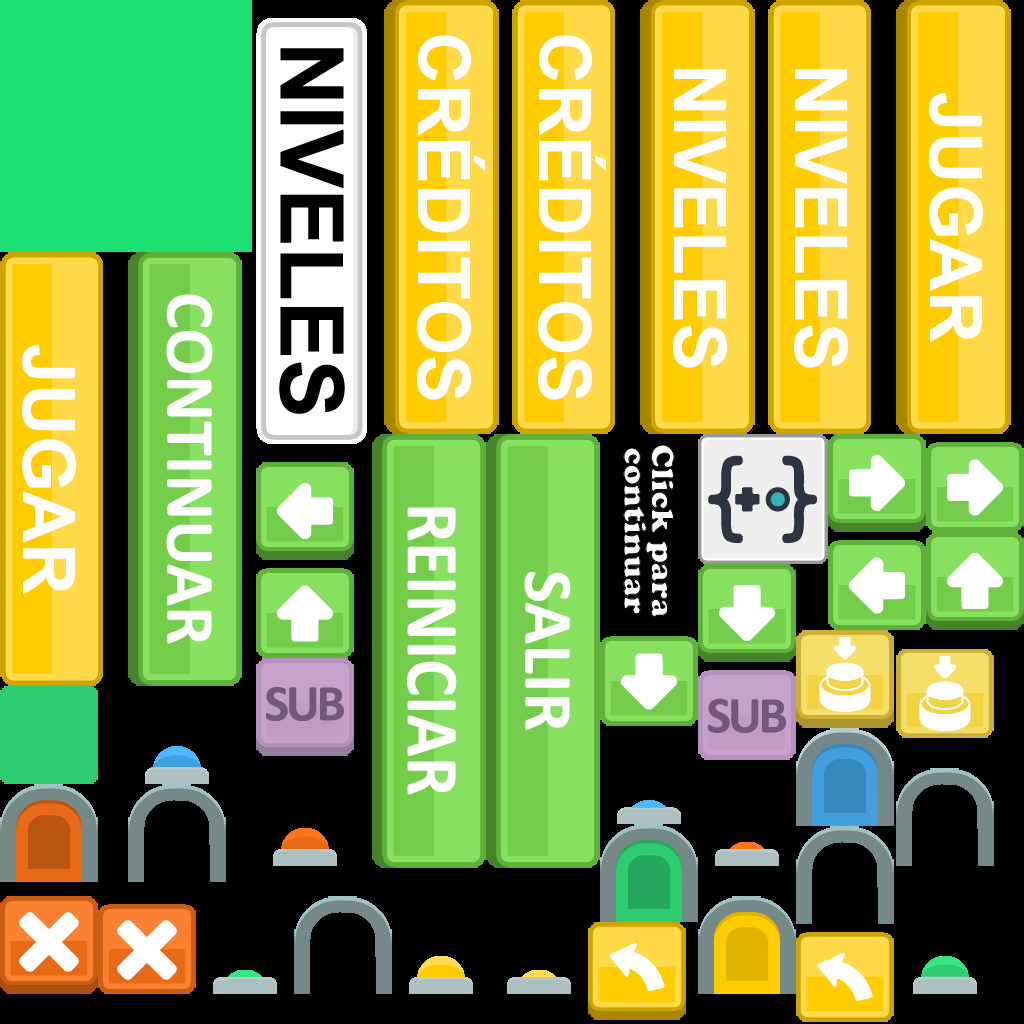 NIVELES
CRÉDITOS
CRÉDITOS
NIVELES
NIVELES
JUGAR
JUGAR
CONTINUAR
REINICIAR
SALIR
Click para
continuar
SUB
SUB